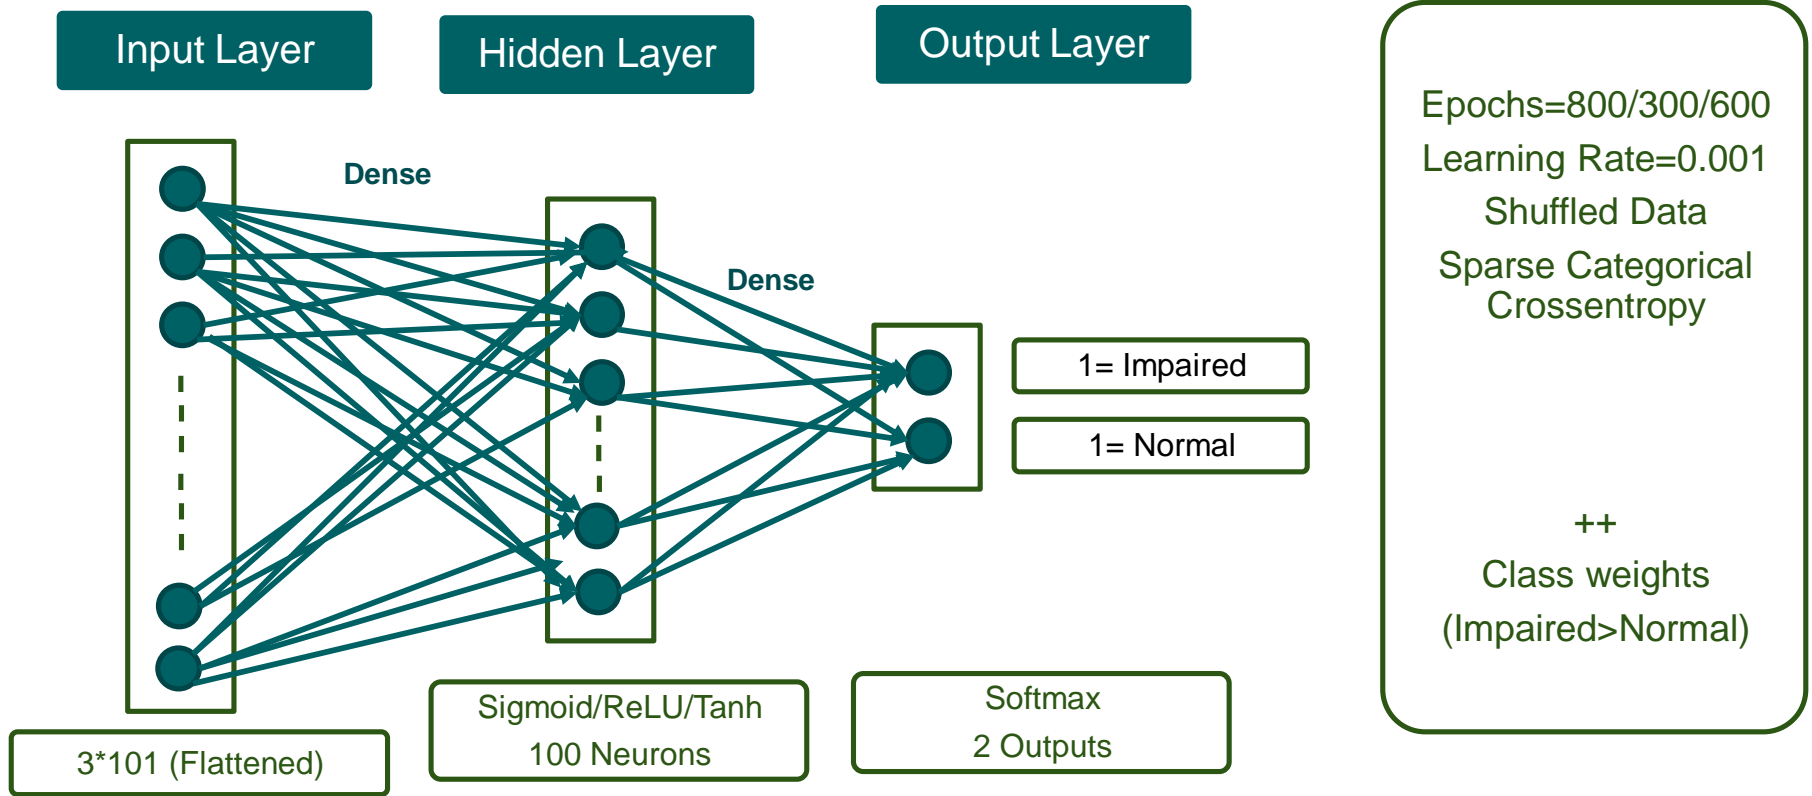 Input Layer
Hidden Layer
Output Layer
Dense
Dense
1= Impaired
1= Normal
3*101 (Flattened)
Sigmoid/ReLU/Tanh
100 Neurons
Softmax
2 Outputs
Epochs=800/300/600
Learning Rate=0.001
Shuffled Data
Sparse Categorical
Crossentropy
++
Class weights
(Impaired>Normal)